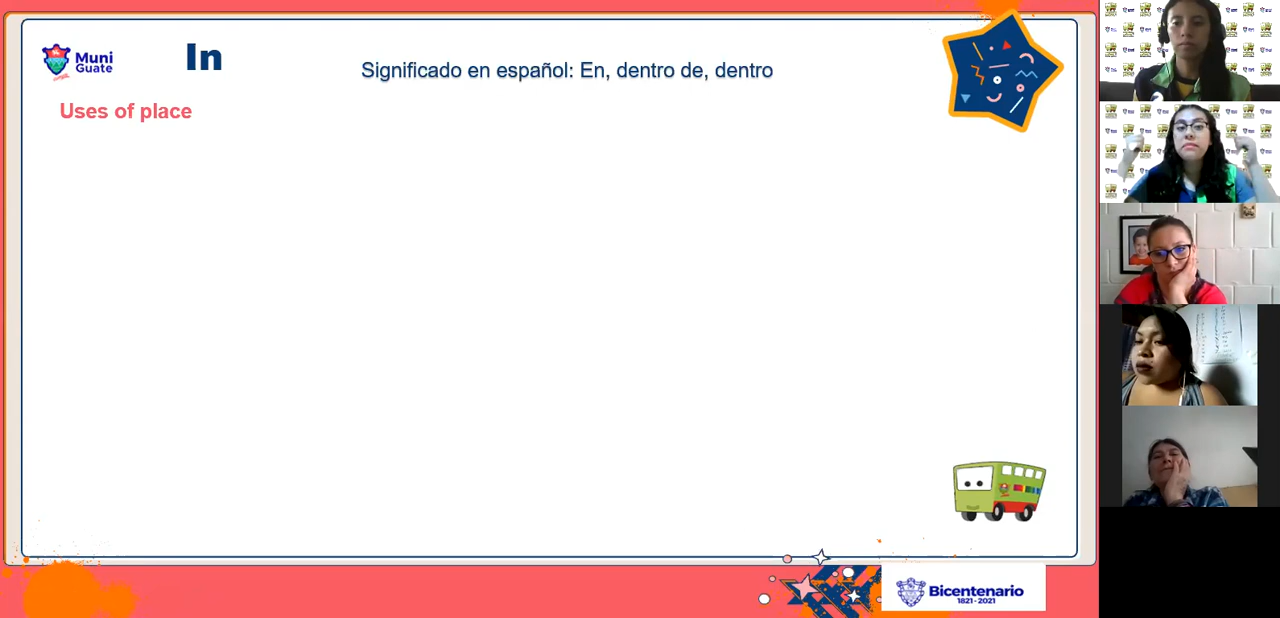 Muni
Guate
In
Significado en español: En, dentro de, dentro
Uses of place
Bicentenario
1821-2021